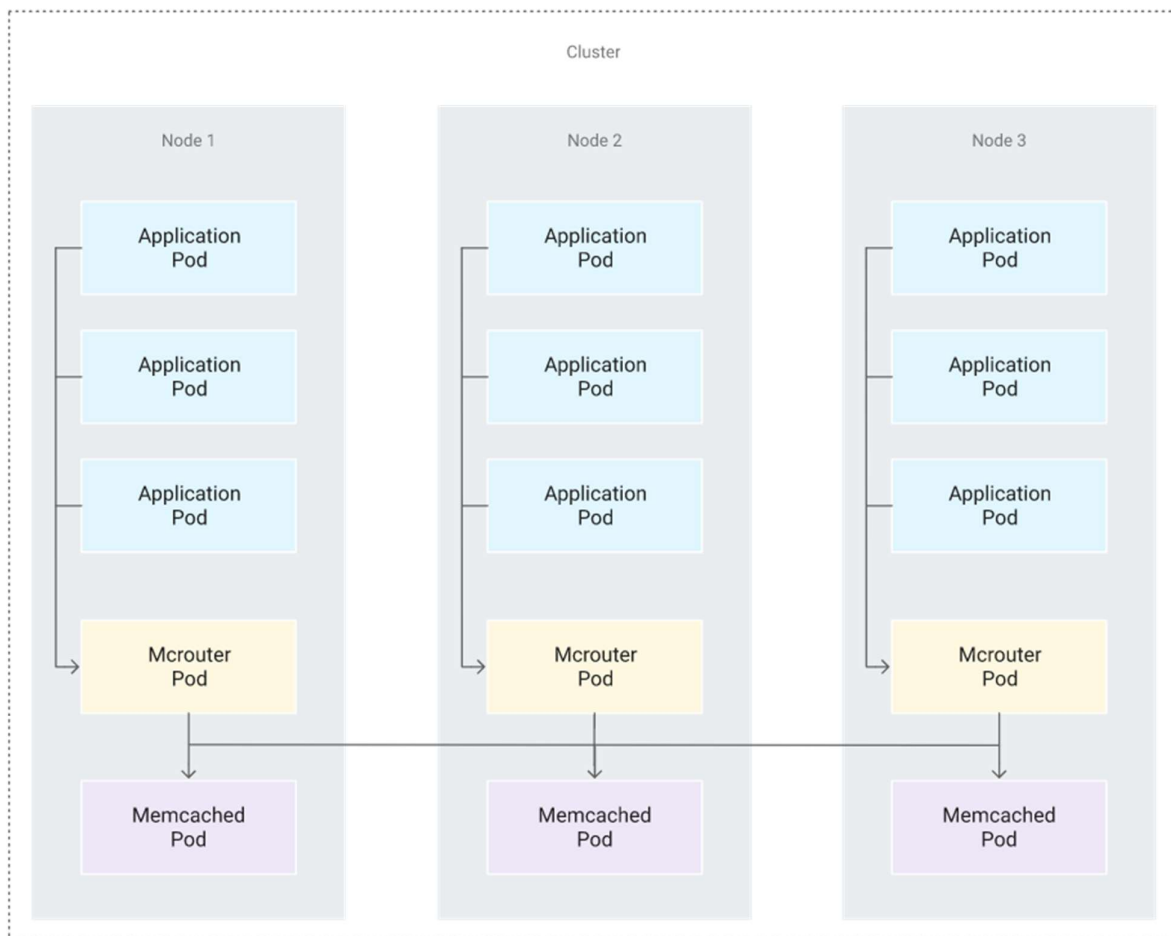 Cluster
Node 1
Node 2
Node 3
Application
Pod
Application
Pod
Application
Pod
Application
Pod
Application
Pod
Application
Pod
Application
Pod
Application
Pod
Application
Pod
Mcrouter
Pod
Mcrouter
Pod
Mcrouter
Pod
Memcached
Pod
Memcached
Pod
Memcached
Pod